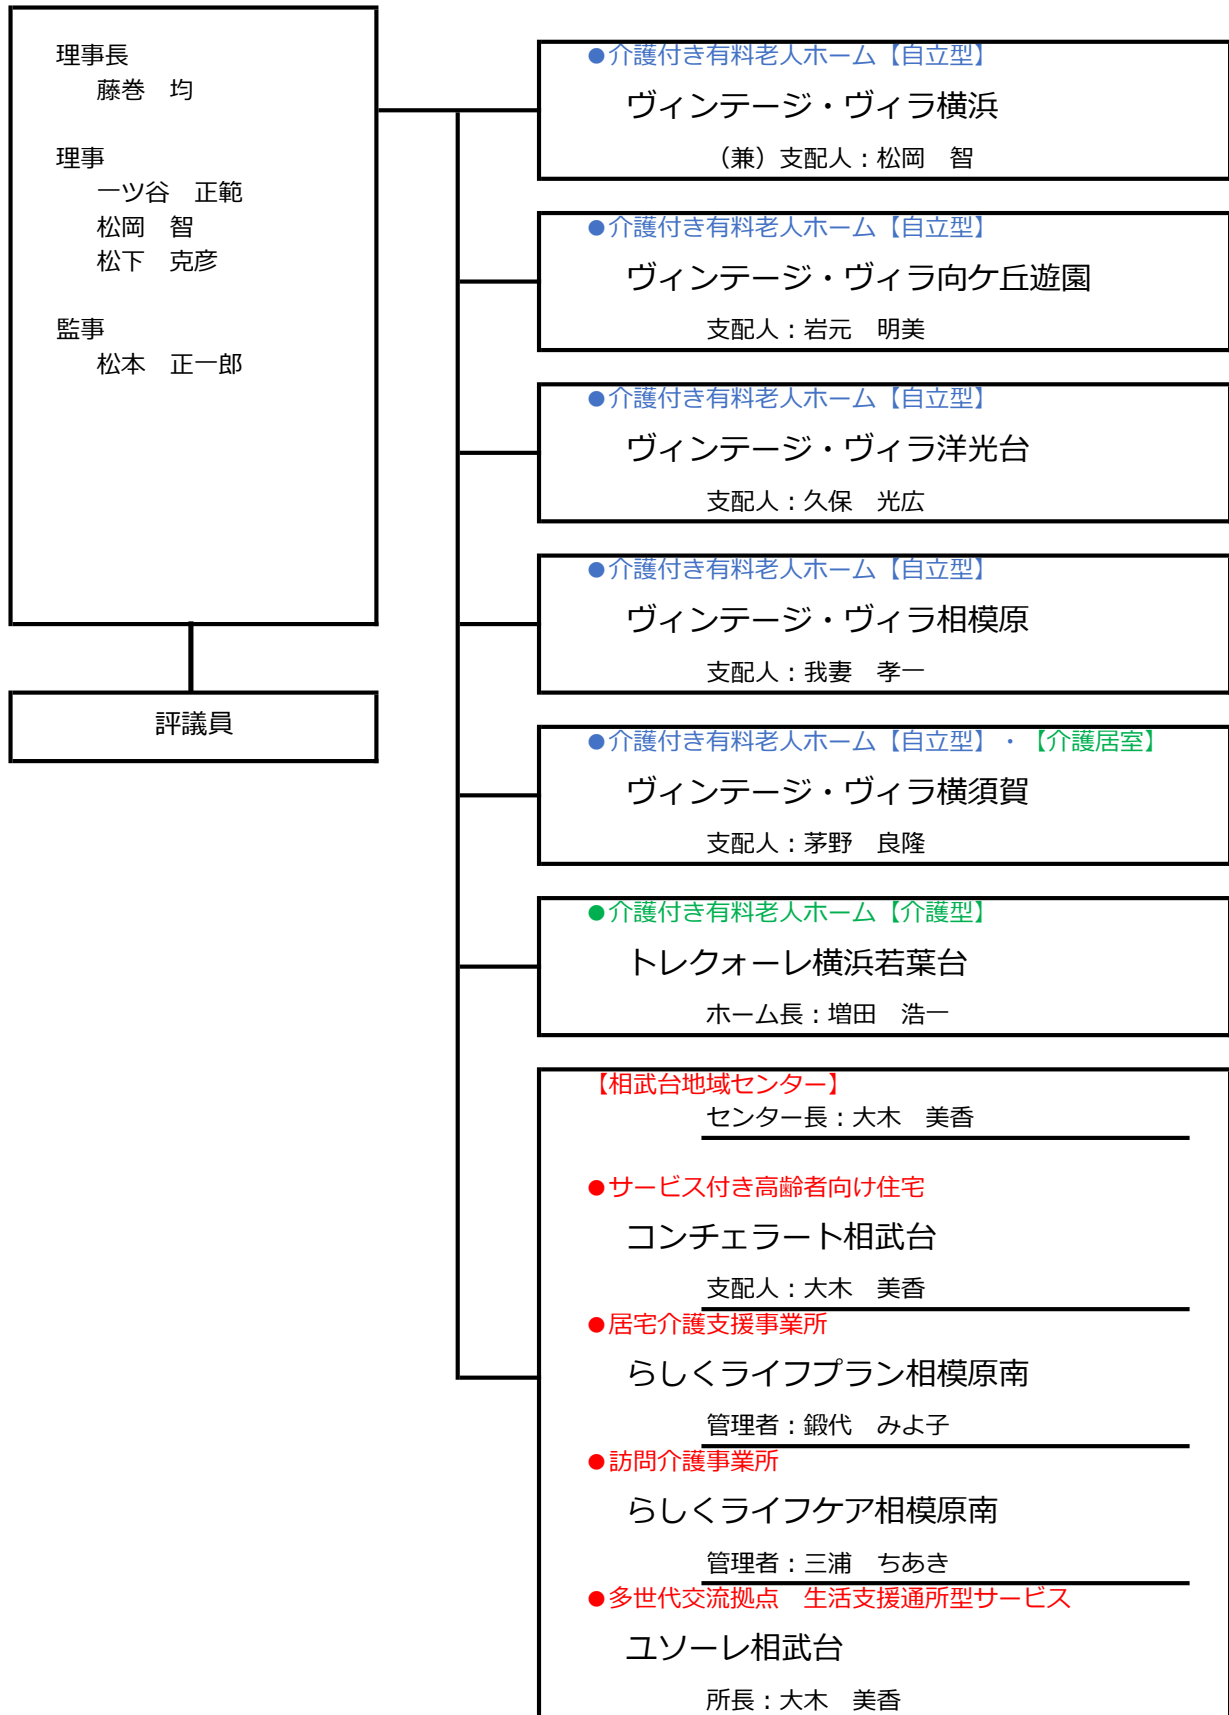 理事長
藤巻　均
理事
一ツ谷　正範
松岡　智
松下　克彦
監事
松本　正一郎
評議員
●介護付き有料老人ホーム【自立型】
ヴィンテージ・ヴィラ横浜
（兼）支配人：松岡　智
●介護付き有料老人ホーム【自立型】
ヴィンテージ・ヴィラ向ケ丘遊園
支配人：岩元　明美
●介護付き有料老人ホーム【自立型】
ヴィンテージ・ヴィラ洋光台
支配人：久保　光広
●介護付き有料老人ホーム【自立型】
ヴィンテージ・ヴィラ相模原
支配人：我妻　孝一
●介護付き有料老人ホーム【自立型】・【介護居室】
ヴィンテージ・ヴィラ横須賀
支配人：茅野　良隆
●介護付き有料老人ホーム【介護型】
トレクォーレ横浜若葉台
ホーム長：増田　浩一
【相武台地域センター】
センター長：大木　美香
●サービス付き高齢者向け住宅
コンチェラート相武台
支配人：大木　美香
●居宅介護支援事業所
らしくライフプラン相模原南
管理者：鍛代　みよ子
●訪問介護事業所
らしくライフケア相模原南
管理者：三浦　ちあき
●多世代交流拠点　生活支援通所型サービス
ユソーレ相武台
所長：大木　美香